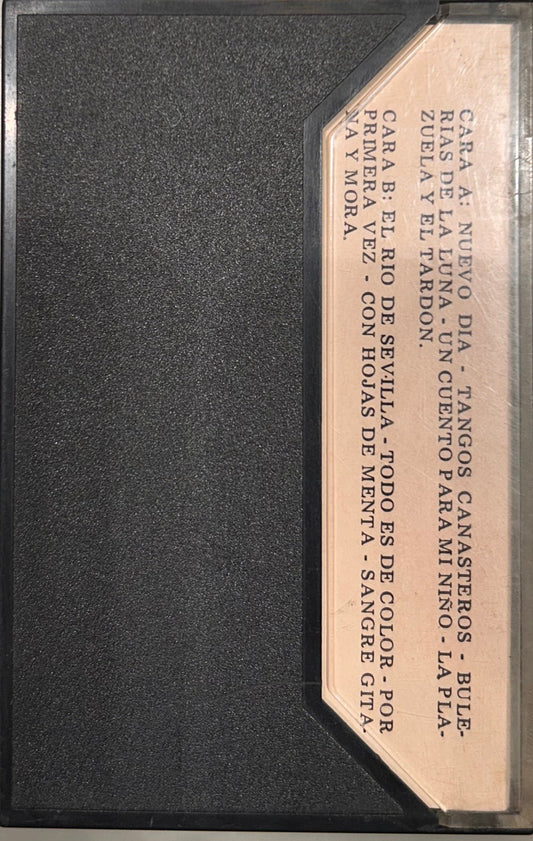 CARA A: NUEVO DIA - TANGOS CANASTEROS - BULE-
RIAS DE LA LUNA - UN CUENTO PARA MI NIÑO - LA PLA-
ZUELA Y EL TARDON.
CARA B: EL RIO DE SEVILLA - TODO ES DE COLOR - POR
PRIMERA VEZ - CON HOJAS DE MENTA - SANGRE GITA-
NA Y MORA.